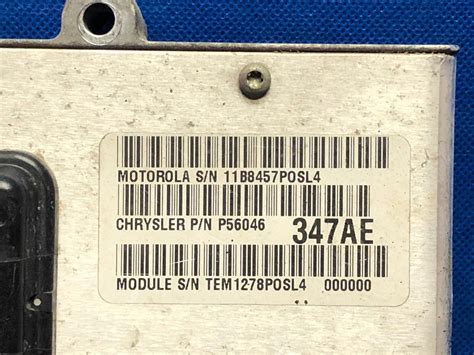 MOTOROLA S/N 11B8457POSL4
CHRYSLER P/N P56046 347AE
MODULE S/N TEM1278POSL4 000000